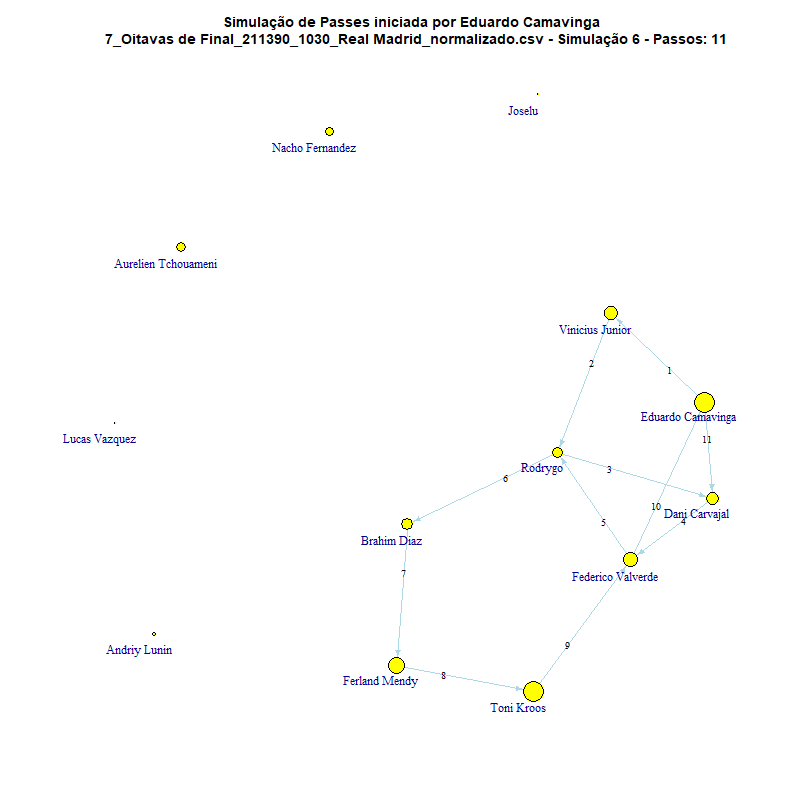 Simulação de Passes iniciada por Eduardo Camavinga
7_Oitavas de Final_211390_1030_Real Madrid_normalizado.csv - Simulação 6 - Passos: 11
Joselu
Nacho Fernandez
Aurelien Tchouameni
Vinicius Junior
2
1
Eduardo Camavinga
Lucas Vazquez
11
Rodrygo
3
6
10
Dani Carvajal
5
4
Brahim Diaz
7
Federico Valverde
9
Andriy Lunin
8
Ferland Mendy
Toni Kroos